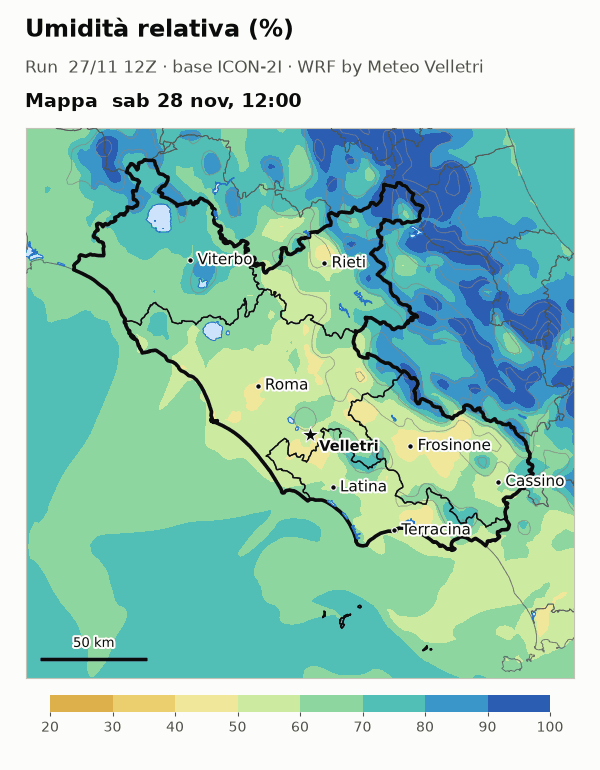 Umidità relativa (%)
Run  27/11 12Z · base ICON-2I · WRF by Meteo Velletri
Mappa  sab 28 nov, 12:00
Viterbo
Rieti
Roma
Velletri
Frosinone
Latina
Cassino
Terracina
50 km
20 30 40 50 60 70 80 90 100